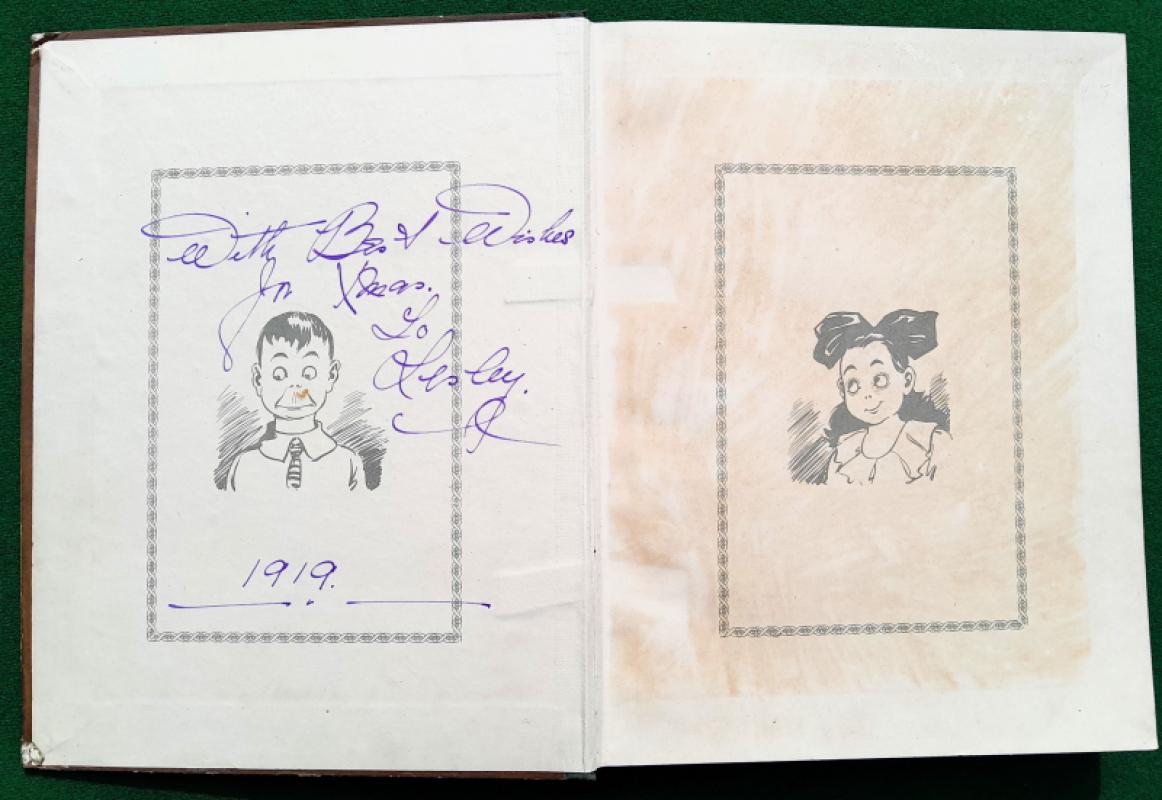 With Best Wishes
for Xmas.
To
Lesley.
1919.